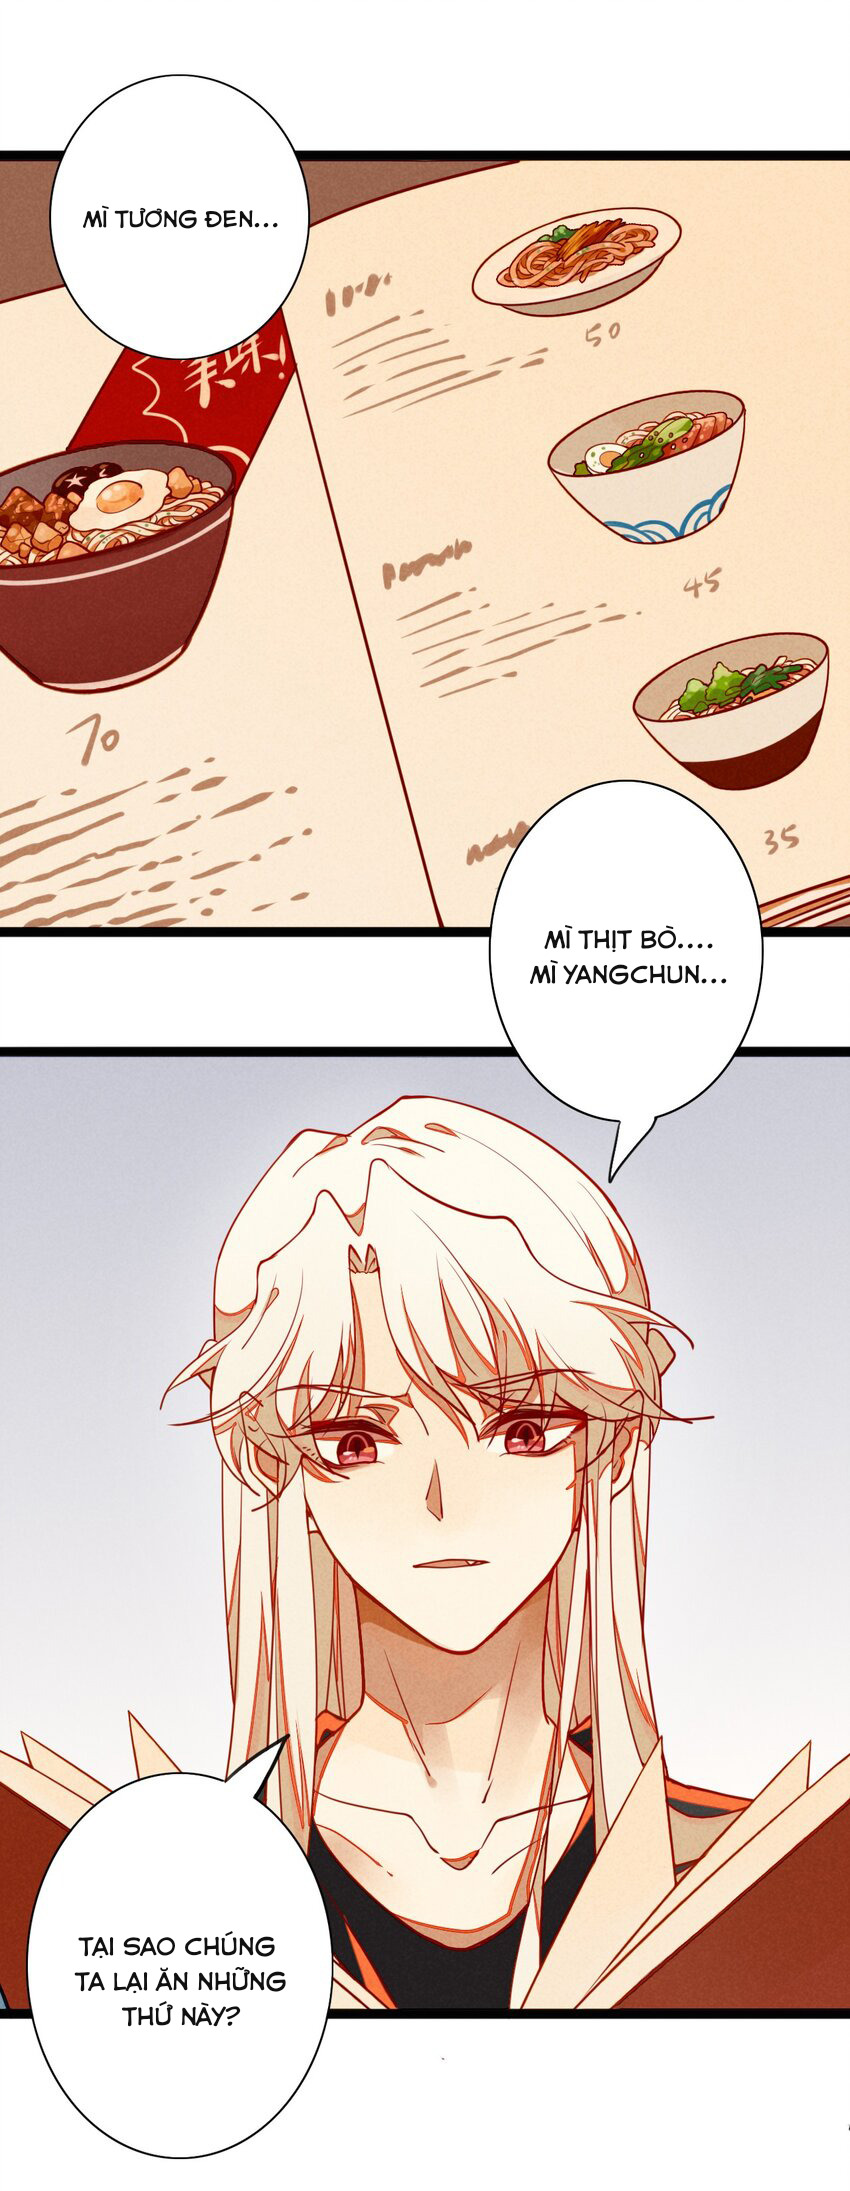 MÌ TƯƠNG ĐEN...
50
45
70
35
MÌ THỊT BÒ....
MÌ YANGCHUN...
TẠI SAO CHÚNG
TA LẠI ĂN NHỮNG
THỨ NÀY?